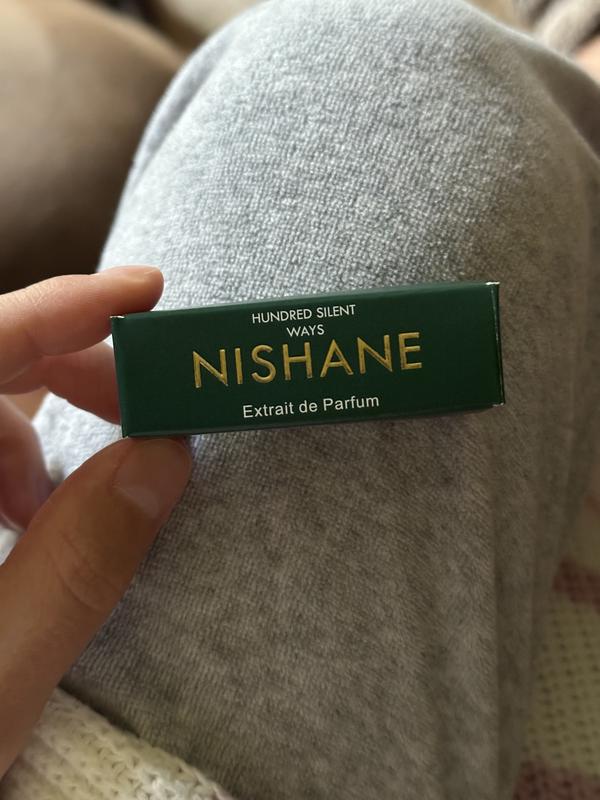 HUNDRED SILENT
WAYS
NISHANE
Extrait de Parfum